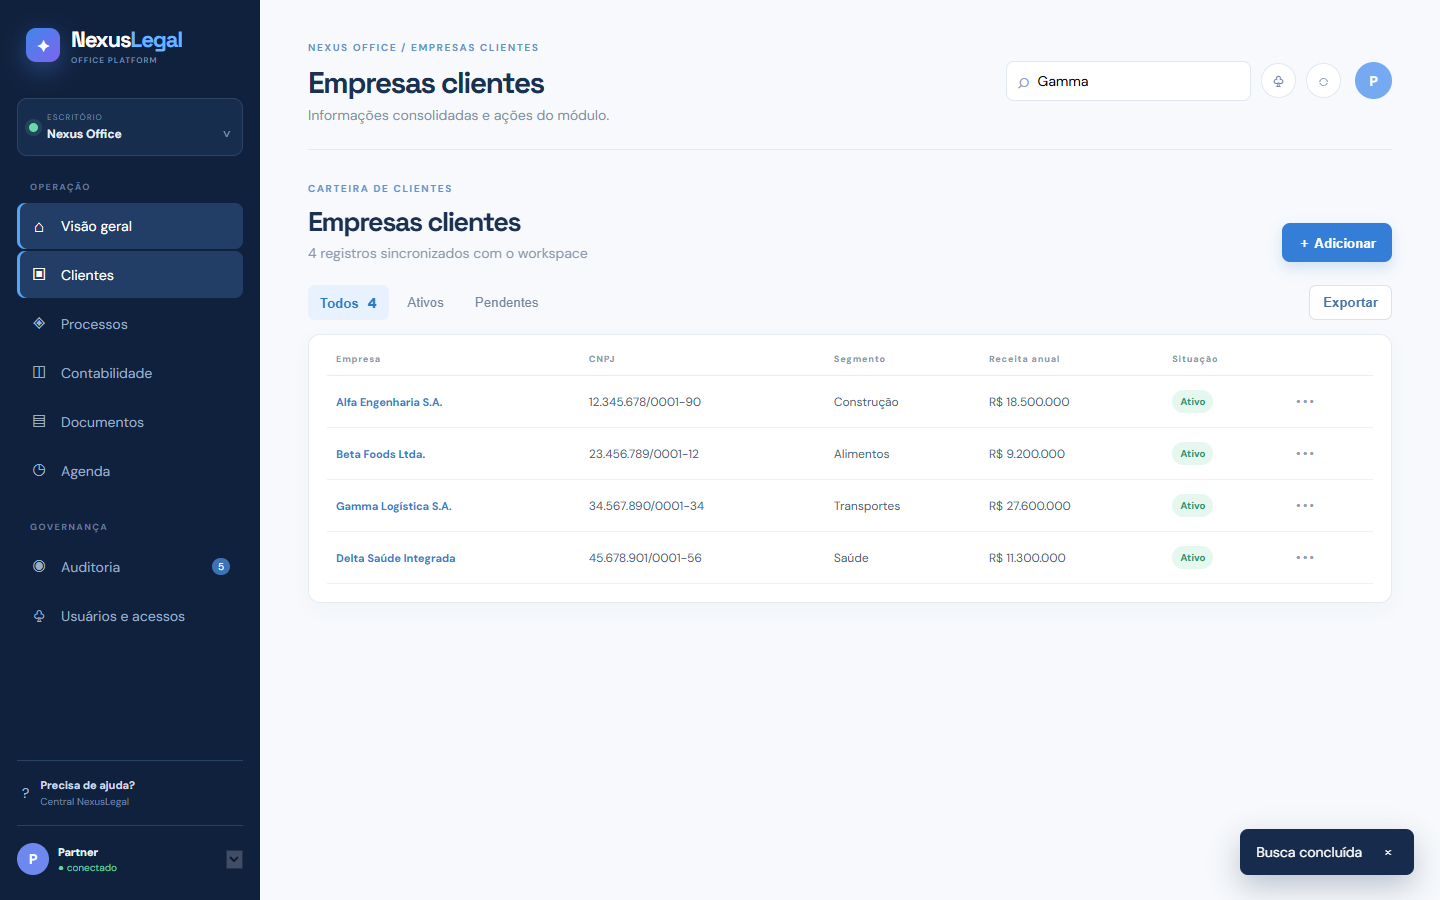 NexusLegal
OFFICE PLATFORM
ESCRITÓRIO
Nexus Office
OPERAÇÃO
Visão geral
Clientes
Processos
Contabilidade
Documentos
Agenda
GOVERNANÇA
Auditoria 5
Usuários e acessos
? Precisa de ajuda?
Central NexusLegal
P Partner
● conectado
NEXUS OFFICE / EMPRESAS CLIENTES
Empresas clientes
Informações consolidadas e ações do módulo.
Gamma
P
CARTEIRA DE CLIENTES
Empresas clientes
4 registros sincronizados com o workspace
+ Adicionar
Todos 4 Ativos Pendentes Exportar
Empresa CNPJ Segmento Receita anual Situação
Alfa Engenharia S.A. 12.345.678/0001-90 Construção R$ 18.500.000 Ativo •••
Beta Foods Ltda. 23.456.789/0001-12 Alimentos R$ 9.200.000 Ativo •••
Gamma Logística S.A. 34.567.890/0001-34 Transportes R$ 27.600.000 Ativo •••
Delta Saúde Integrada 45.678.901/0001-56 Saúde R$ 11.300.000 Ativo •••
Busca concluída ×